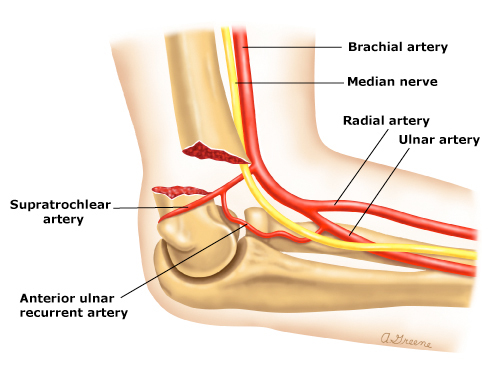 Brachial artery
Median nerve
Radial artery
Ulnar artery
Supratrochlear
artery
Anterior ulnar
recurrent artery
A.Greene